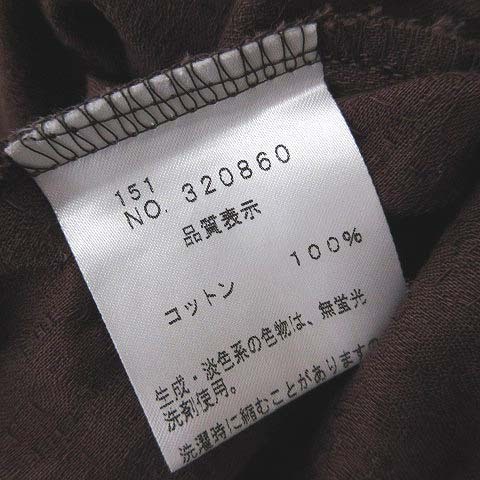 151
NO. 320860
品質表示
コットン 100%
生成・淡色系の色物は、無蛍光
洗剤使用。
洗濯時に縮むことがありますの